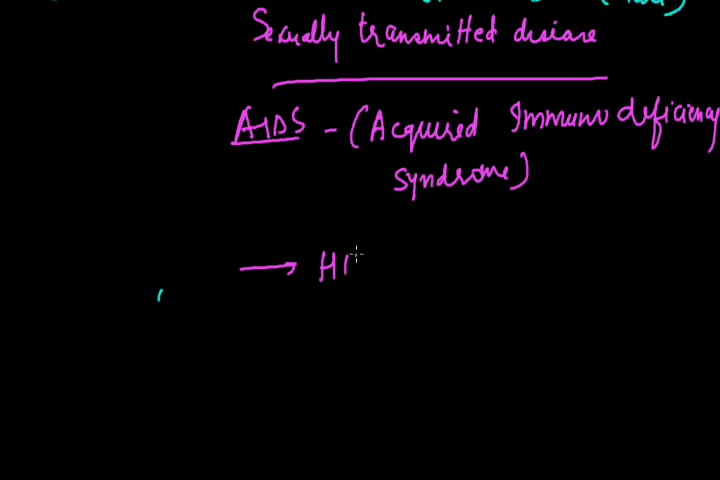 Sexually transmitted disease
AIDS - (Acquired Immuno deficiency
syndrome)
→ HI